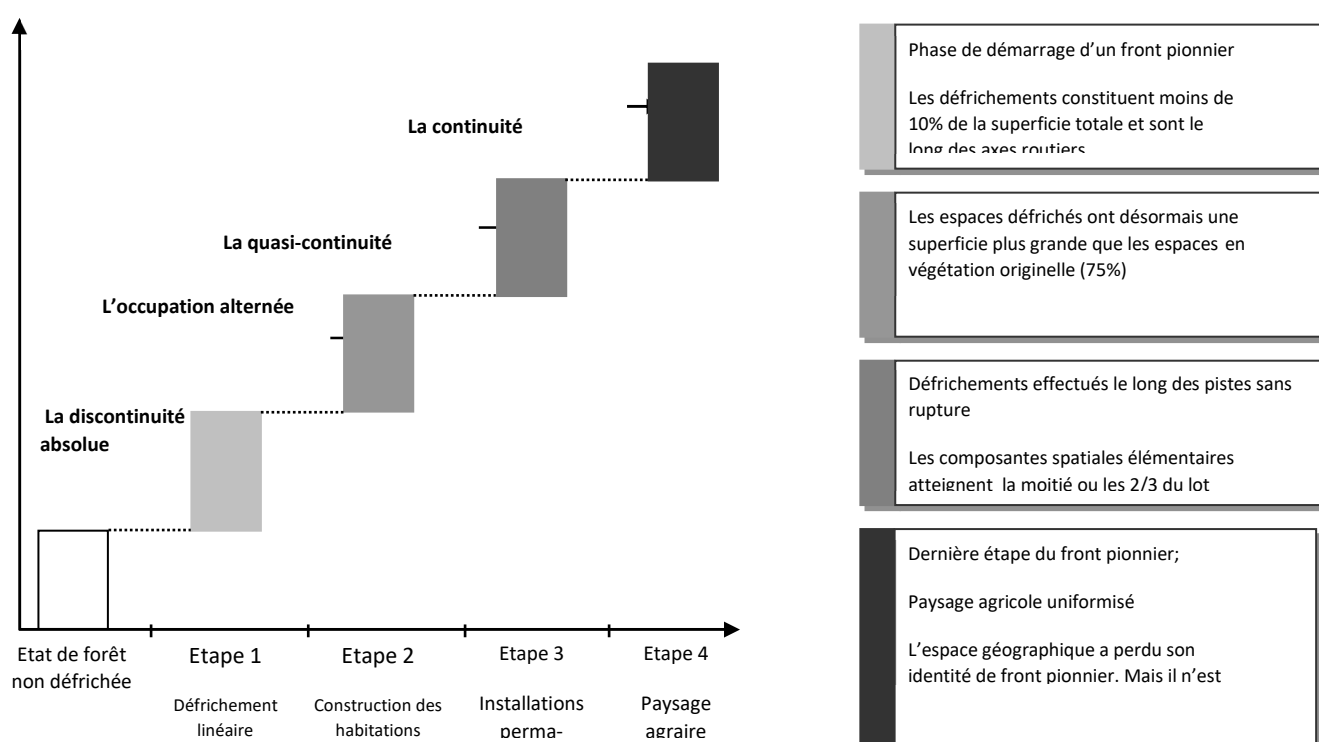 La continuité
La quasi-continuité
L’occupation alternée
La discontinuité
absolue
Etat de forêt
non défrichée
Etape 1
Défrichement
linéaire
Etape 2
Construction des
habitations
Etape 3
Installations
perma-
Etape 4
Paysage
agraire
Phase de démarrage d’un front pionnier
Les défrichements constituent moins de
10% de la superficie totale et sont le
long des axes routiers
Les espaces défrichés ont désormais une
superficie plus grande que les espaces en
végétation originelle (75%)
Défrichements effectués le long des pistes sans
rupture
Les composantes spatiales élémentaires
atteignent la moitié ou les 2/3 du lot
Dernière étape du front pionnier;
Paysage agricole uniformisé
L’espace géographique a perdu son
identité de front pionnier. Mais il n’est